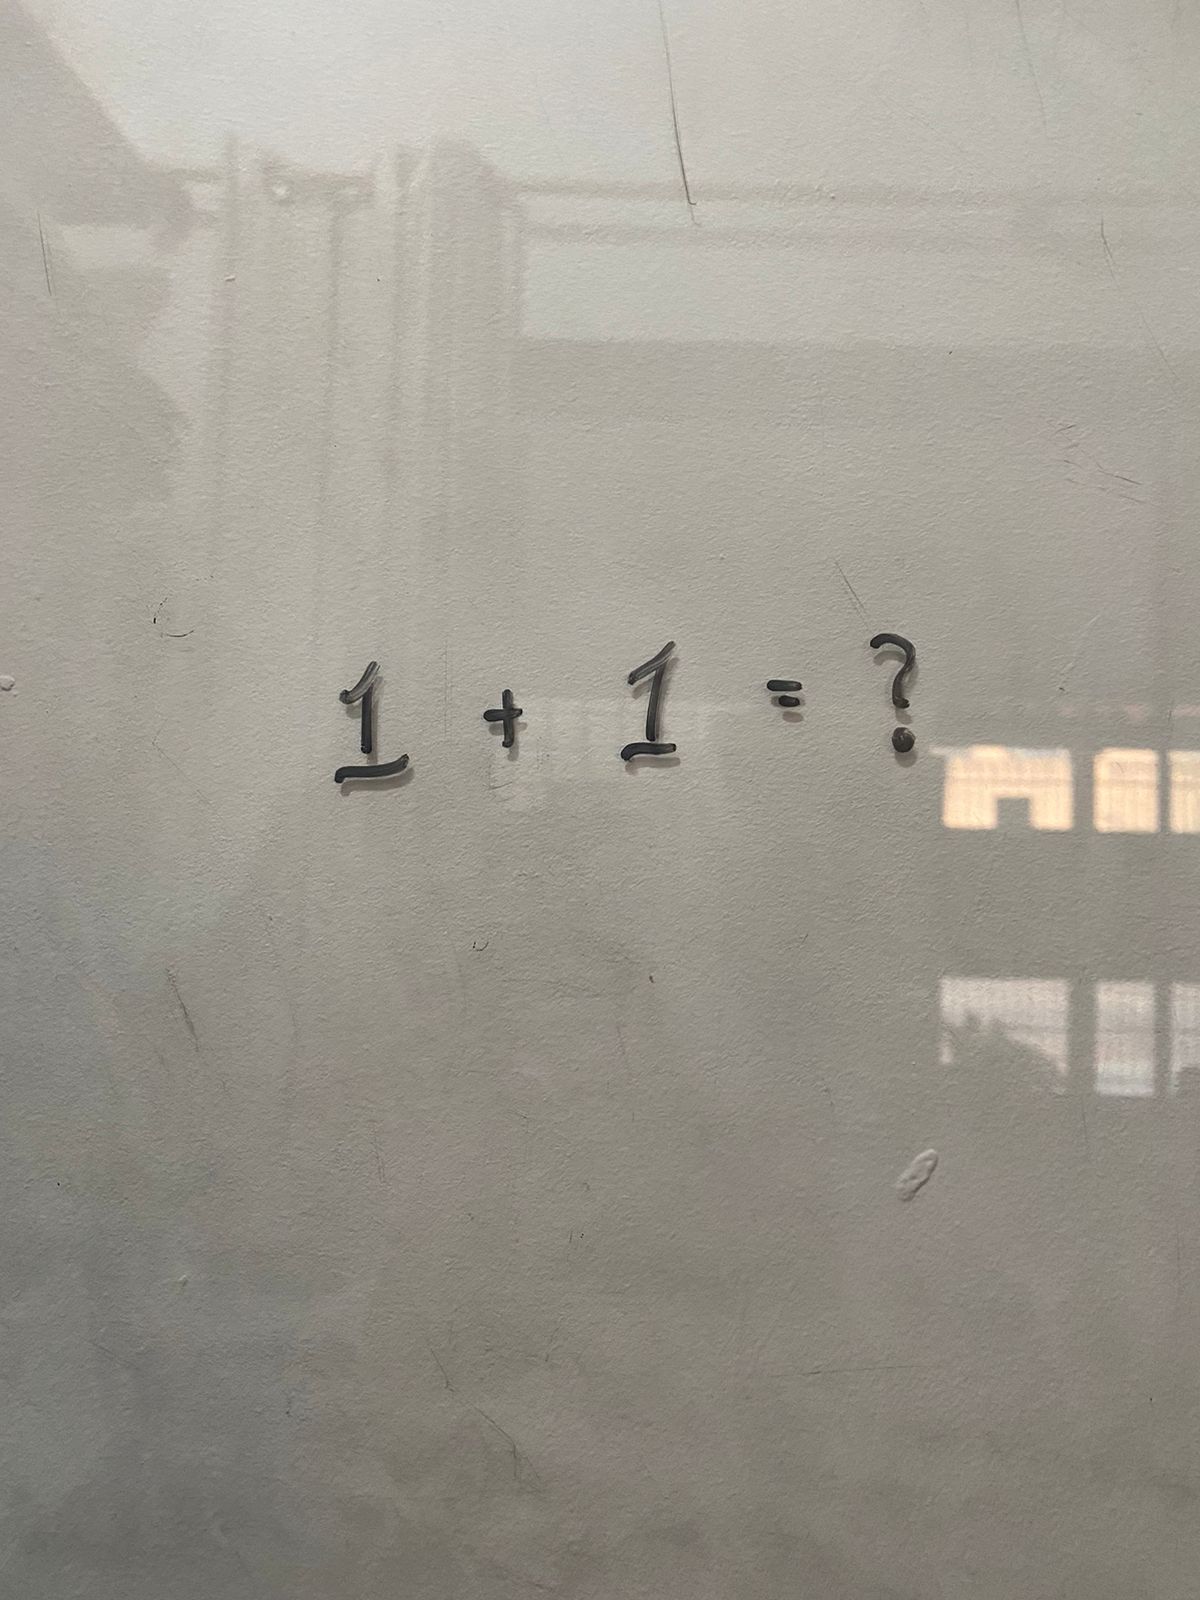 1 + 1 = ?